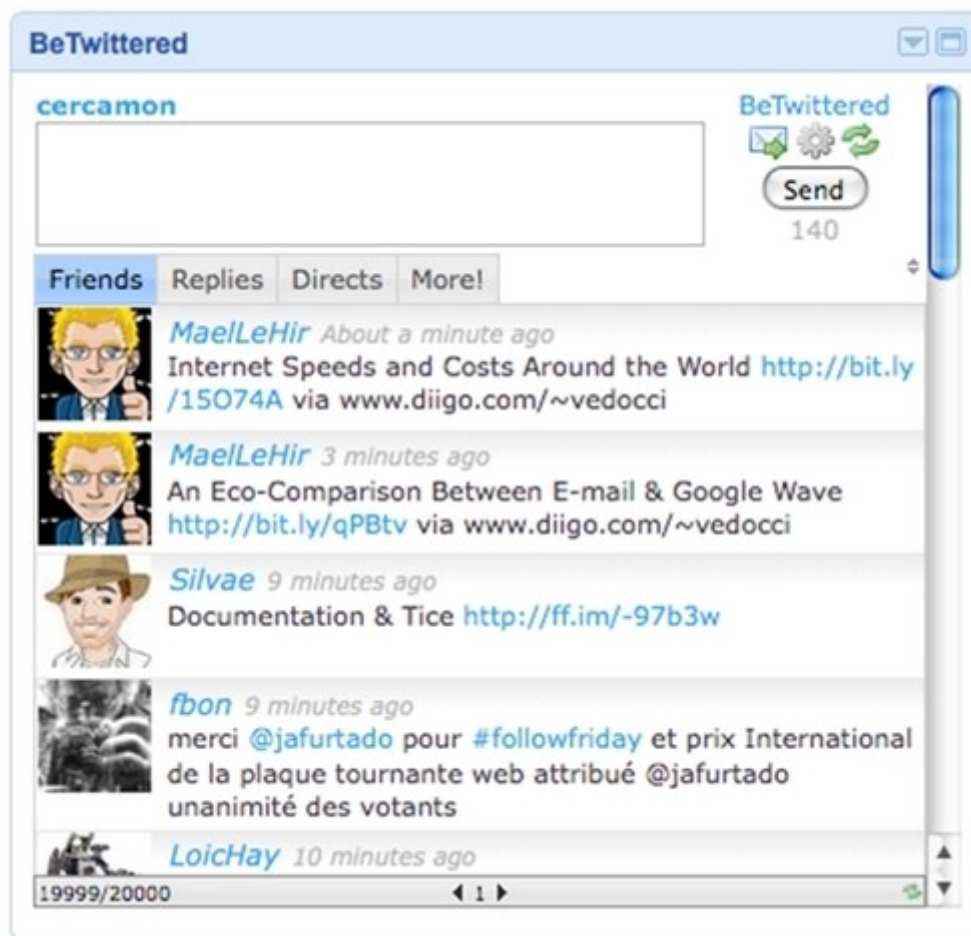 BeTwittered
cercamon
BeTwittered
Send
140
Friends Replies Directs More!
MaelLeHir About a minute ago
Internet Speeds and Costs Around the World http://bit.ly
/15O74A via www.diigo.com/~vedocci
MaelLeHir 3 minutes ago
An Eco-Comparison Between E-mail & Google Wave
http://bit.ly/qPBtv via www.diigo.com/~vedocci
Silvae 9 minutes ago
Documentation & Tice http://ff.im/-97b3w
fbon 9 minutes ago
merci @jafurtado pour #followfriday et prix International
de la plaque tournante web attribué @jafurtado
unanimité des votants
LoicHay 10 minutes ago
19999/20000 1